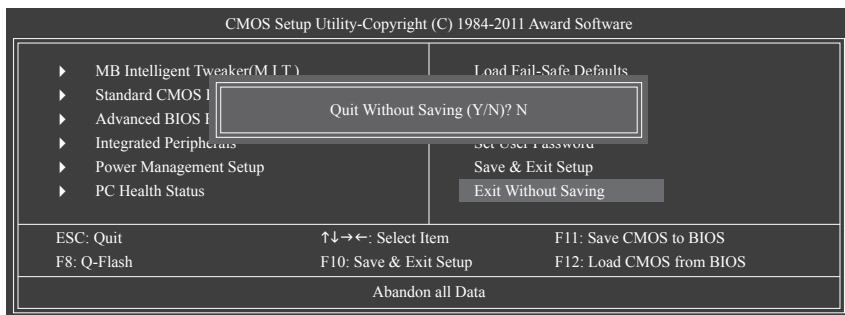 CMOS Setup Utility-Copyright (C) 1984-2011 Award Software
MB Intelligent Tweaker(M.I.T.)
Standard CMOS
Advanced BIOS
Integrated Peripherals
Power Management Setup
PC Health Status
Load Fail-Safe Defaults
Quit Without Saving (Y/N)? N
Set User Password
Save & Exit Setup
Exit Without Saving
ESC: Quit
↑↓→←: Select Item
F11: Save CMOS to BIOS
F8: Q-Flash
F10: Save & Exit Setup
F12: Load CMOS from BIOS
Abandon all Data